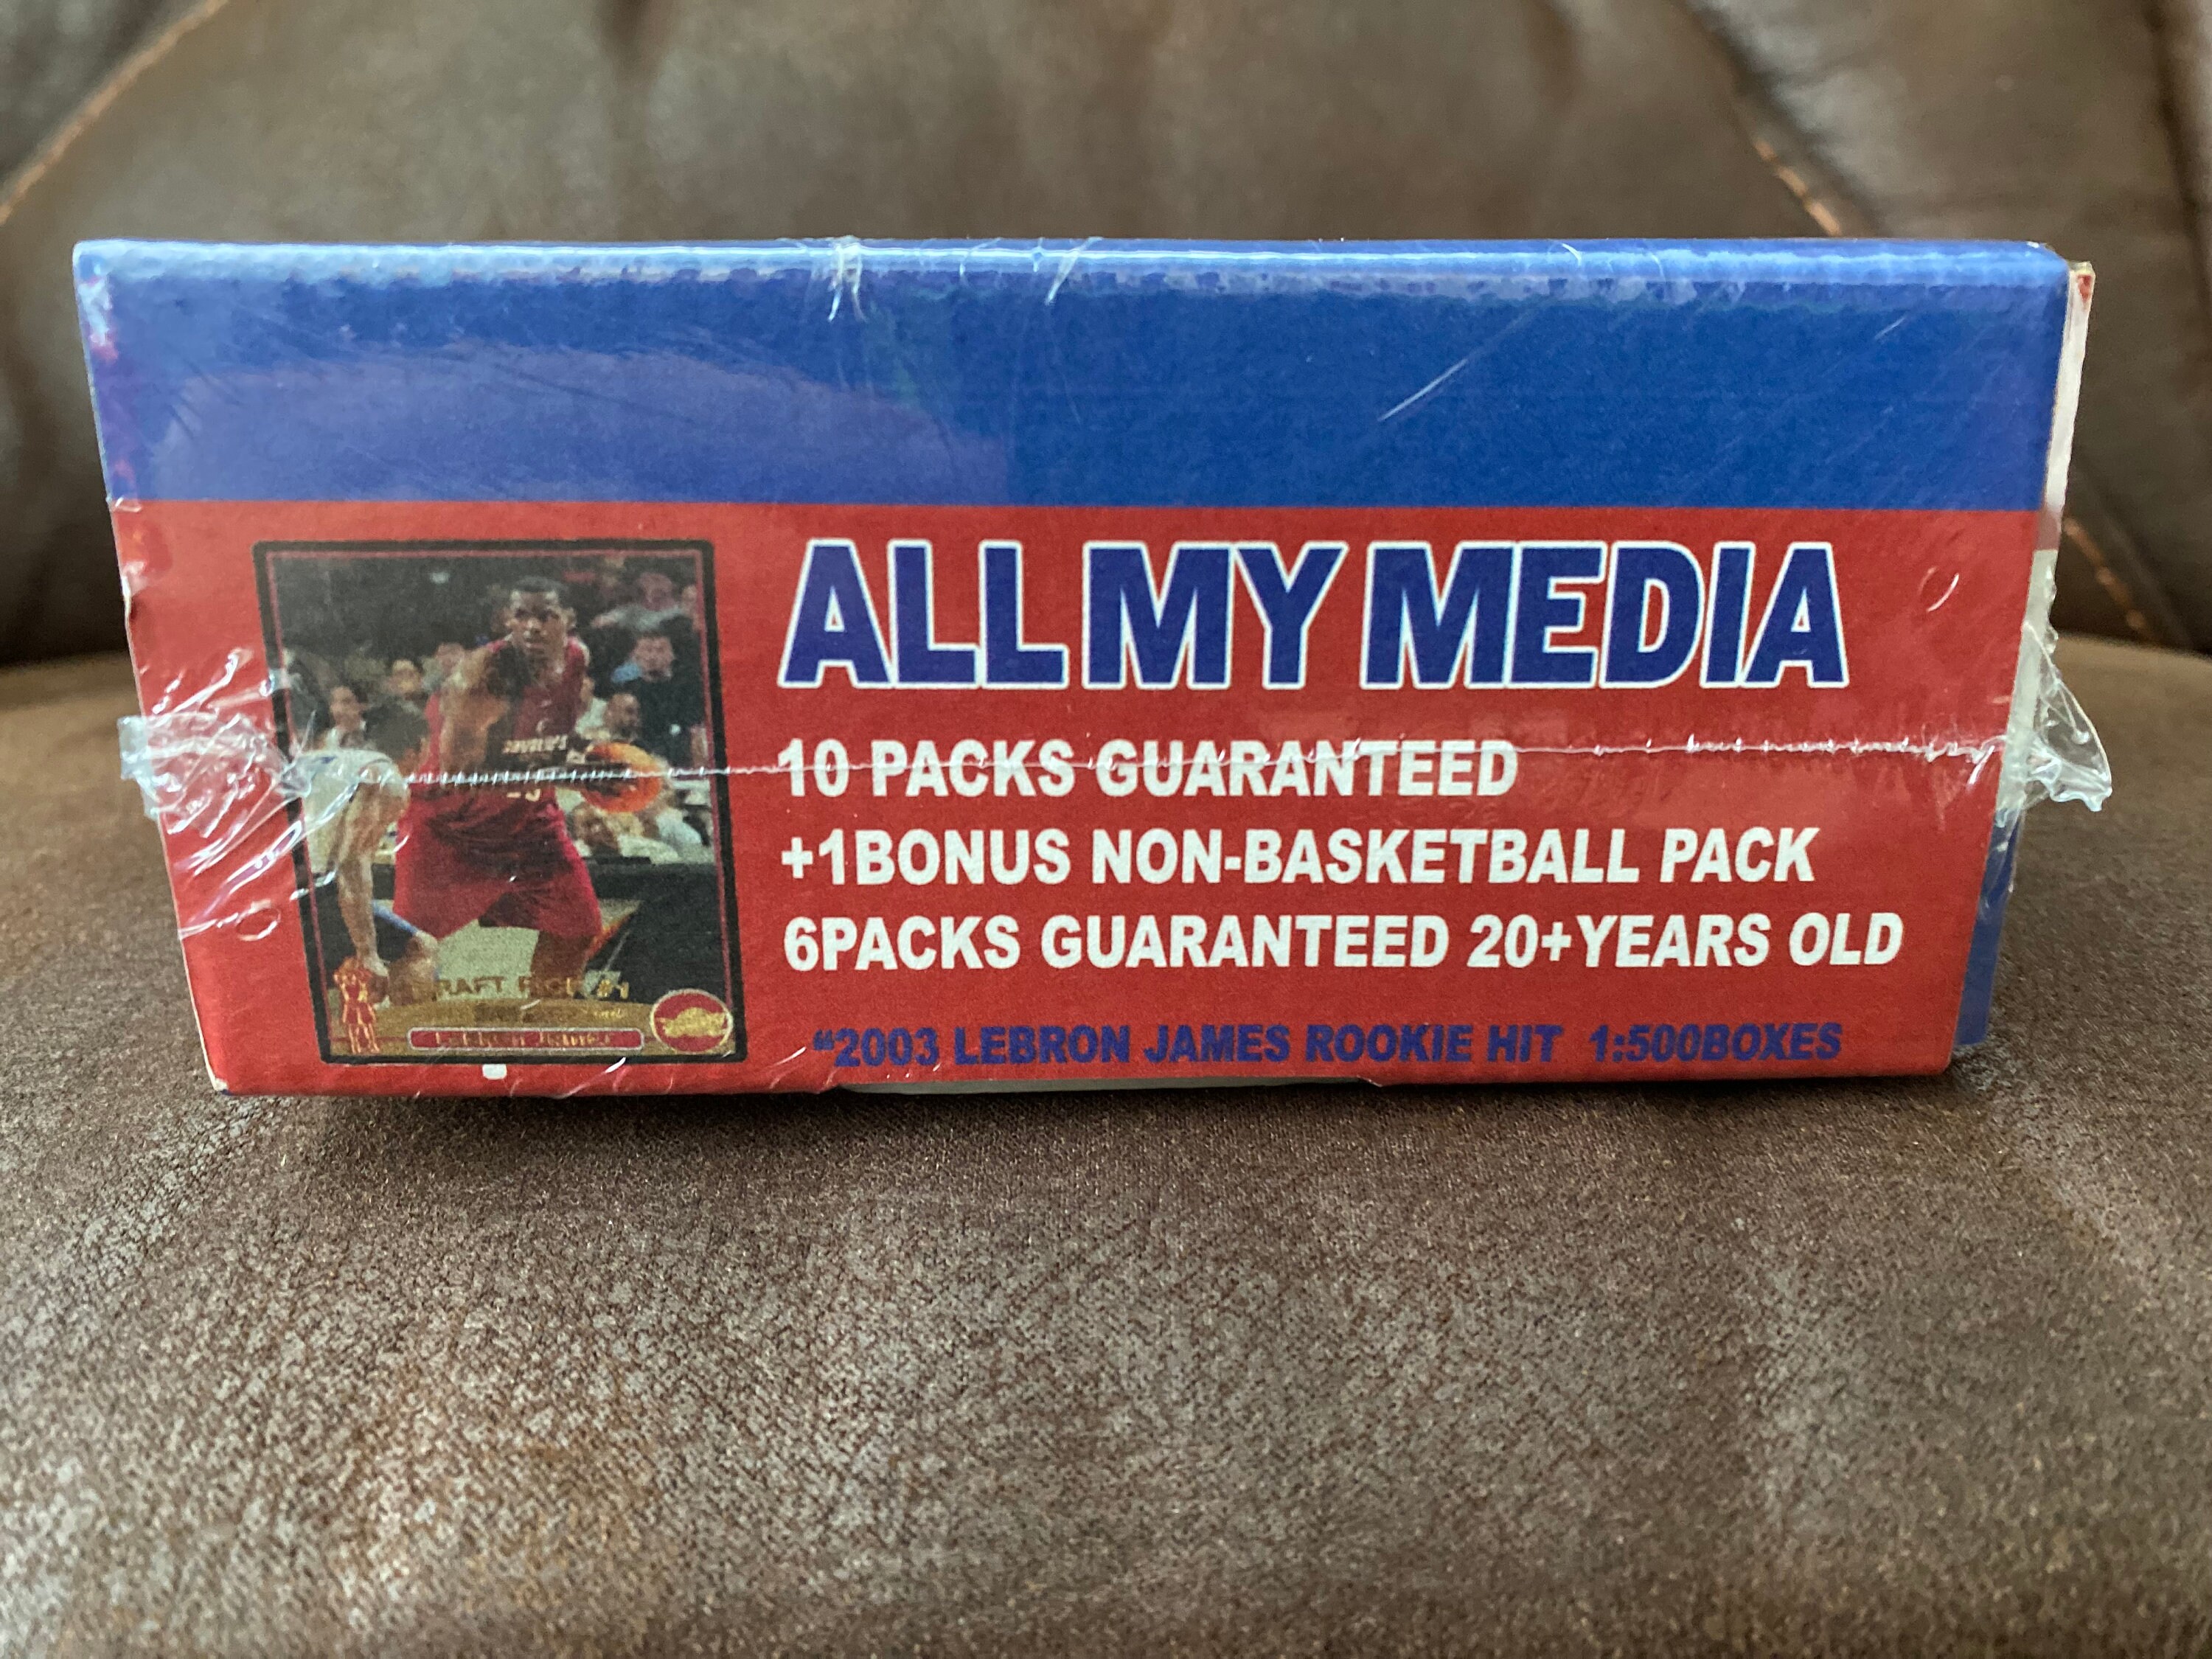 ALL MY MEDIA
10 PACKS GUARANTEED
+1BONUS NON-BASKETBALL PACK
6PACKS GUARANTEED 20+YEARS OLD
“2003 LEBRON JAMES ROOKIE HIT 1:500BOXES